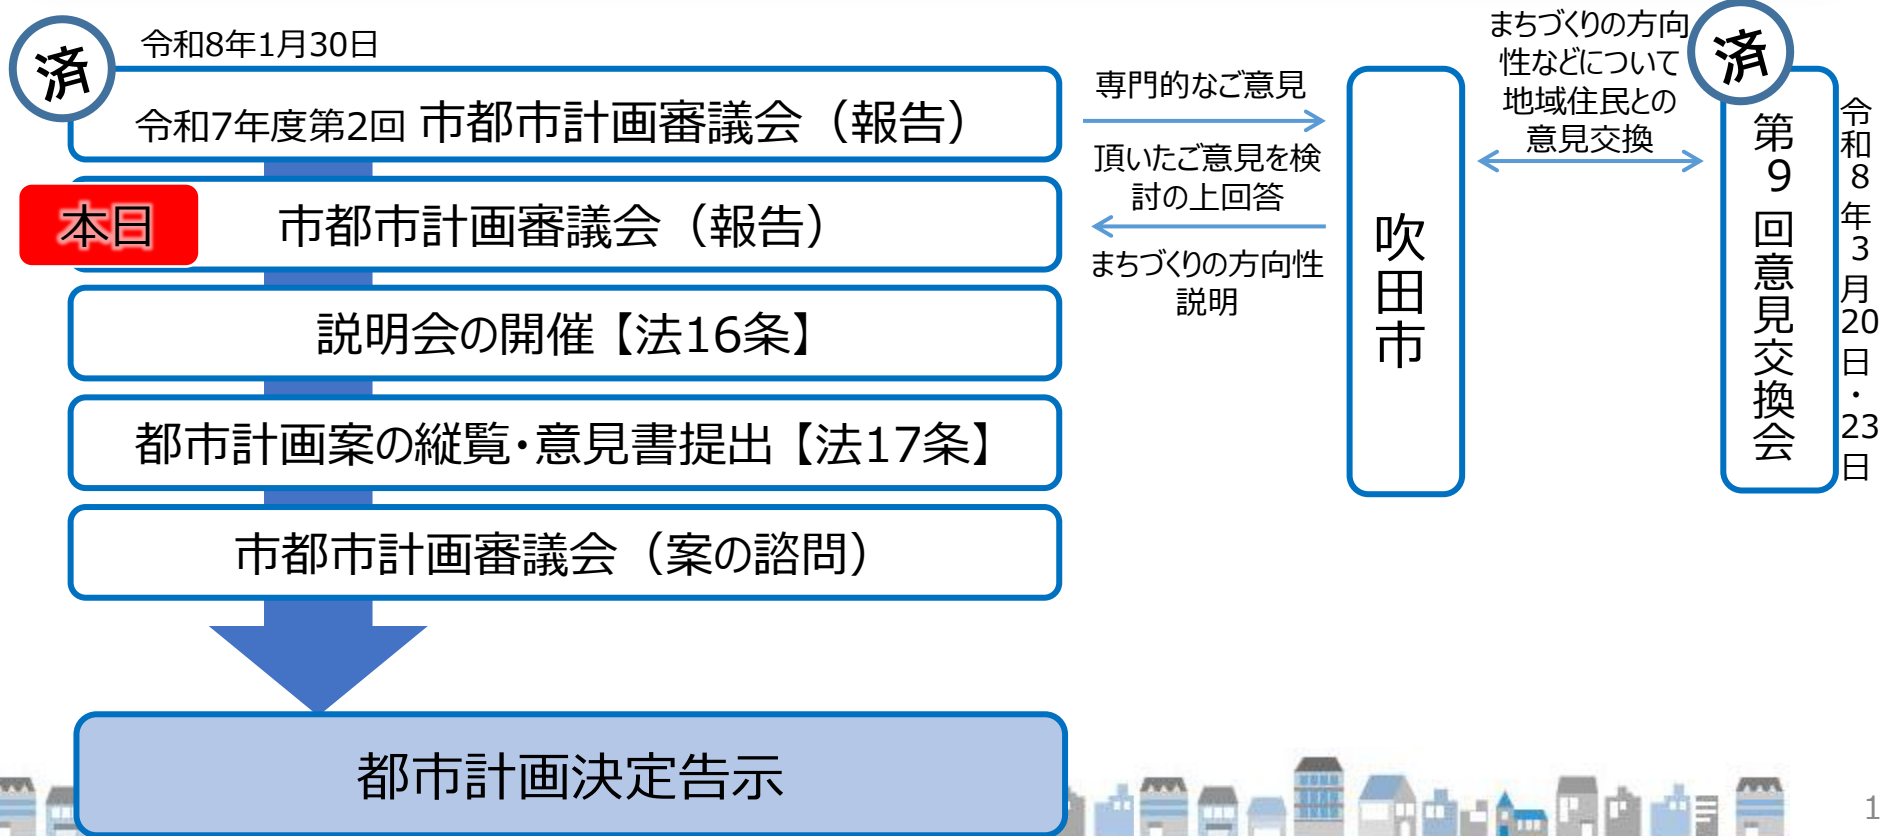 済
令和8年1月30日
令和7年度第2回 市都市計画審議会（報告）
本日
市都市計画審議会（報告）
説明会の開催【法16条】
都市計画案の縦覧・意見書提出【法17条】
市都市計画審議会（案の諮問）
都市計画決定告示
専門的なご意見
頂いたご意見を検
討の上回答
まちづくりの方向性
説明
吹田市
まちづくりの方向
性などについて
地域住民との
意見交換
済
第9回意見交換会
令和8年3月20日・23日
1